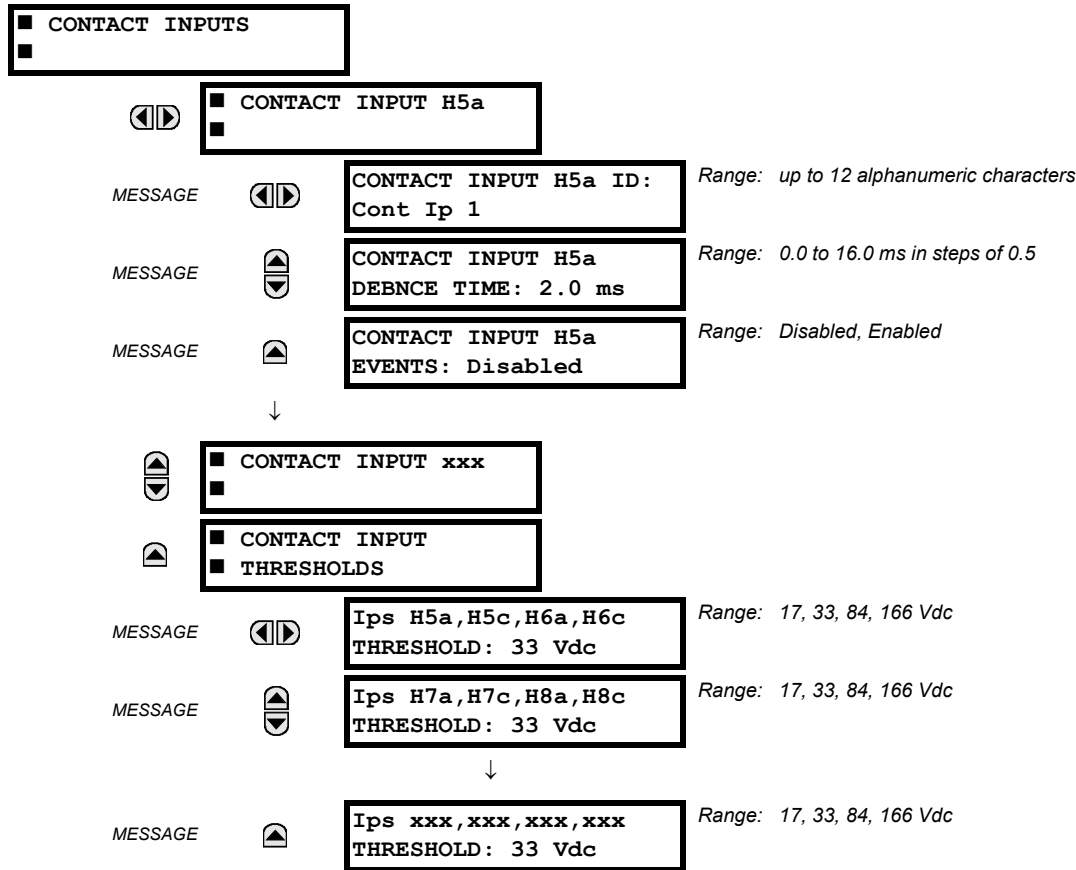 ■ CONTACT INPUTS
■
■ CONTACT INPUT H5a
■
MESSAGE
CONTACT INPUT H5a ID:
Cont Ip 1
Range: up to 12 alphanumeric characters
MESSAGE
CONTACT INPUT H5a
DEBNCE TIME: 2.0 ms
Range: 0.0 to 16.0 ms in steps of 0.5
MESSAGE
CONTACT INPUT H5a
EVENTS: Disabled
Range: Disabled, Enabled
↓
■ CONTACT INPUT xxx
■
■ CONTACT INPUT
■ THRESHOLDS
MESSAGE
Ips H5a,H5c,H6a,H6c
THRESHOLD: 33 Vdc
Range: 17, 33, 84, 166 Vdc
MESSAGE
Ips H7a,H7c,H8a,H8c
THRESHOLD: 33 Vdc
Range: 17, 33, 84, 166 Vdc
↓
MESSAGE
Ips xxx,xxx,xxx,xxx
THRESHOLD: 33 Vdc
Range: 17, 33, 84, 166 Vdc